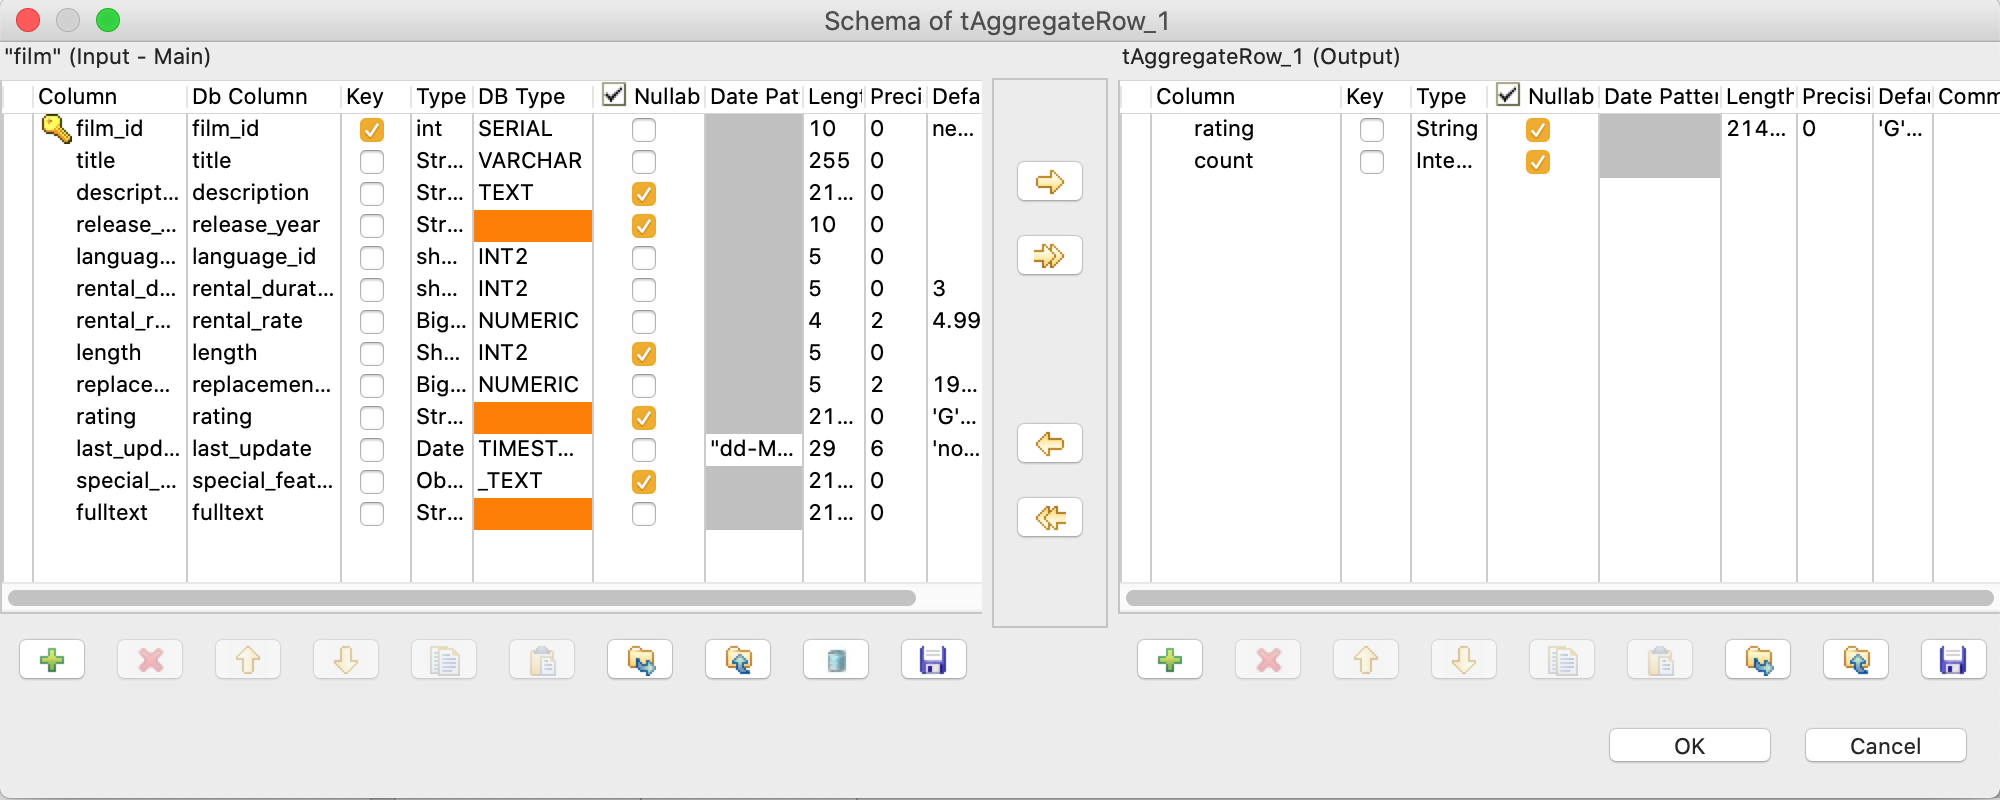 Schema of tAggregateRow_1
"film" (Input - Main)
tAggregateRow_1 (Output)
Column Db Column Key Type DB Type Nullab Date Pat Lengt Preci Defa
film_id film_id int SERIAL 10 0 ne...
title title Str... VARCHAR 255 0
descript... description Str... TEXT 21... 0
release_... release_year Str... 10 0
languag... language_id sh... INT2 5 0
rental_d... rental_durat... sh... INT2 5 0 3
rental_r... rental_rate Big... NUMERIC 4 2 4.99
length length Sh... INT2 5 0
replace... replacemen... Big... NUMERIC 5 2 19...
rating rating Str... 21... 0 'G'...
last_upd... last_update Date TIMEST... "dd-M... 29 6 'no...
special_... special_feat... Ob... _TEXT 21... 0
fulltext fulltext Str... 21... 0
Column Key Type Nullab Date Patter Length Precisi Defau Comm
rating String 214... 0 'G'...
count Inte...
OK Cancel